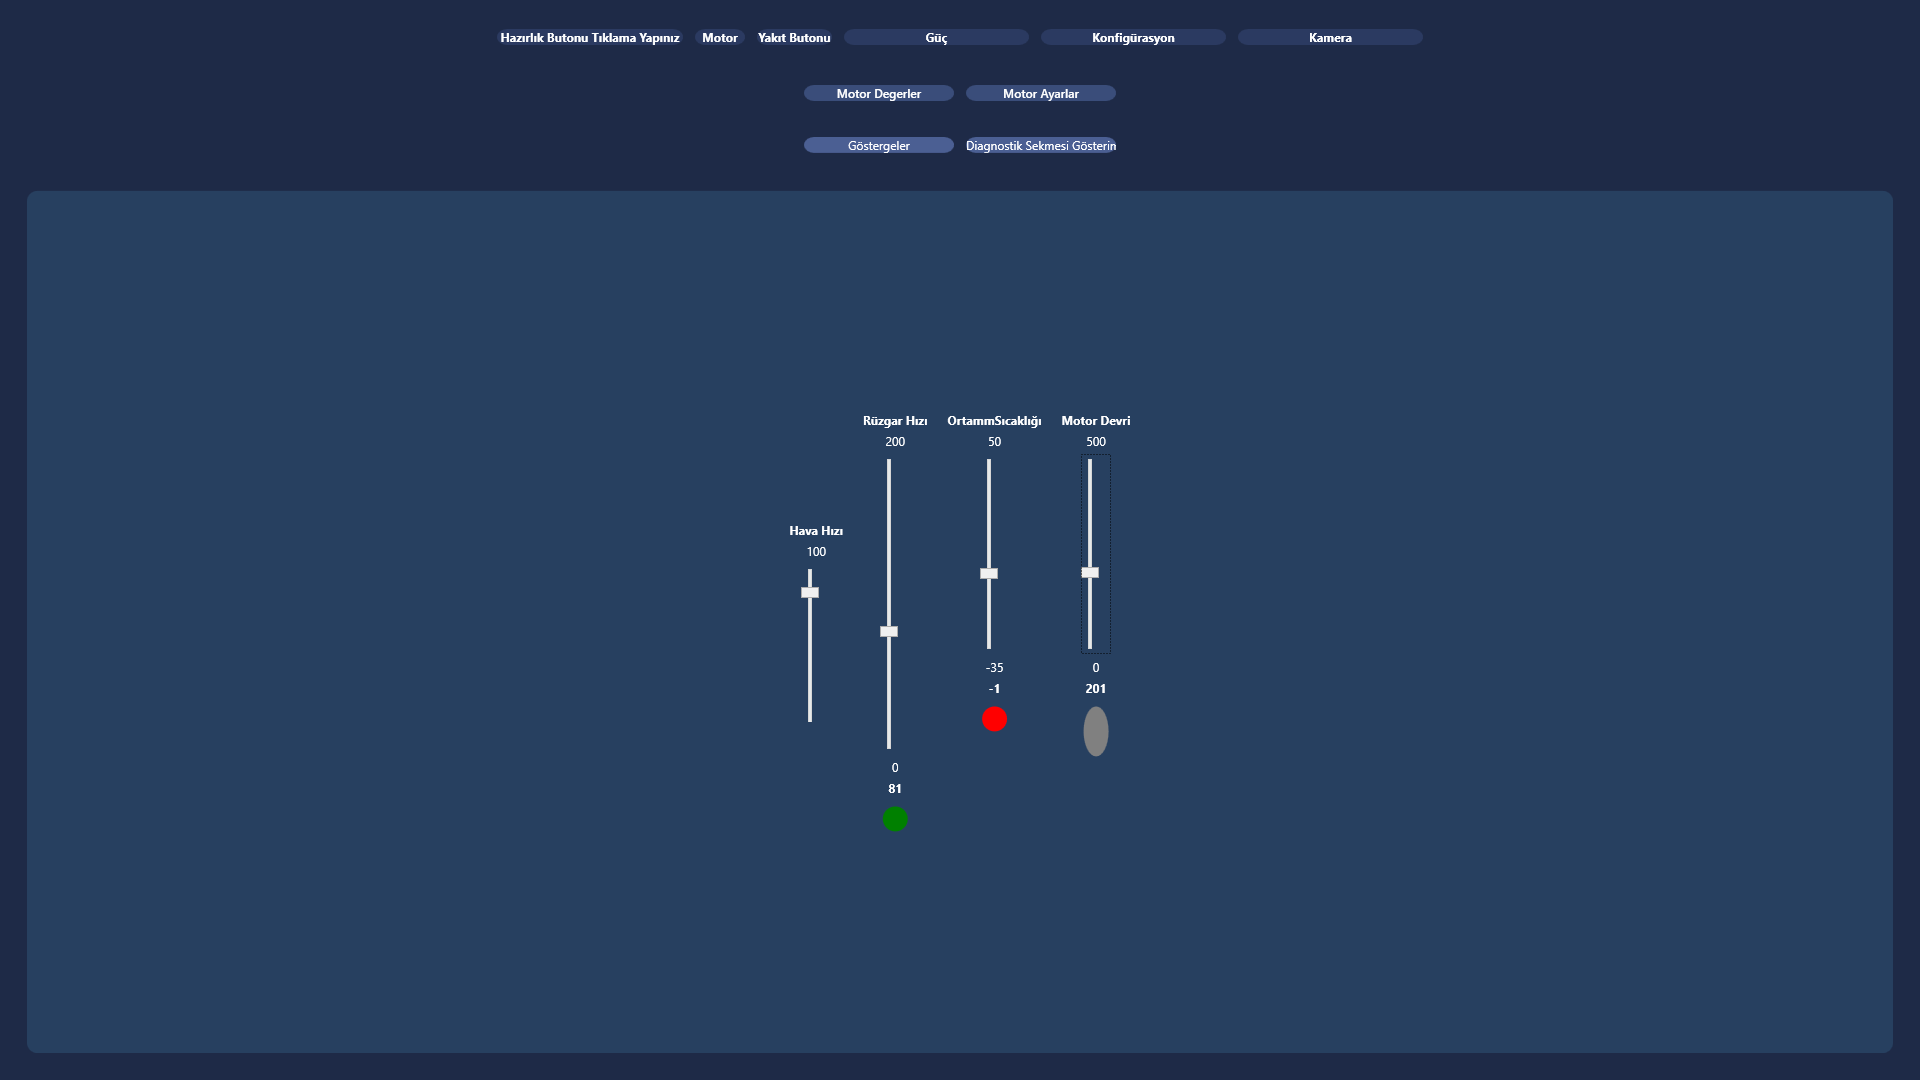 Hazırlık Butonu Tıklama Yapınız Motor Yakıt Butonu Güç Konfigürasyon Kamera
Motor Degerler Motor Ayarlar
Göstergeler Diagnostik Sekmesi Gösterin
Hava Hızı
100
Rüzgar Hızı
200
0
81
OrtammSıcaklığı
50
-35
-1
Motor Devri
500
0
201